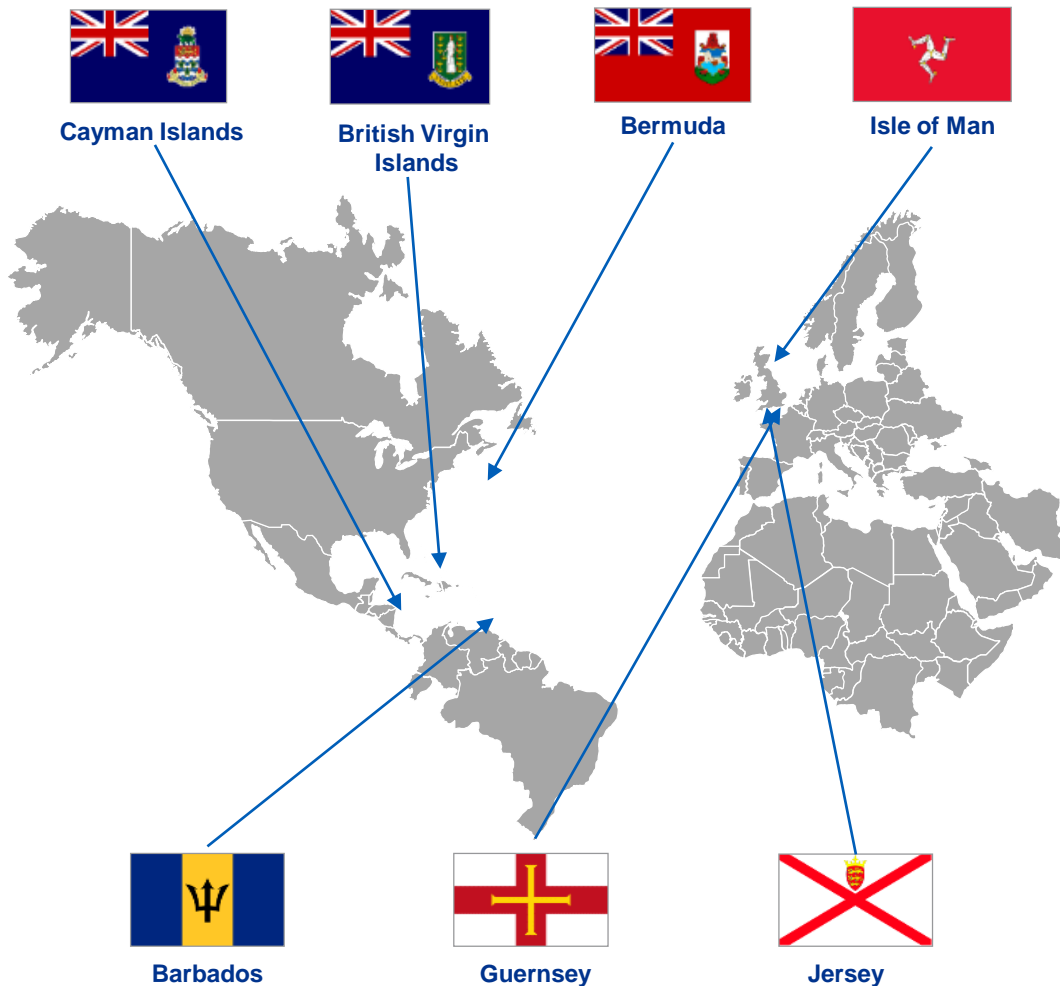 Cayman Islands
British Virgin
Islands
Bermuda
Isle of Man
Barbados
Guernsey
Jersey